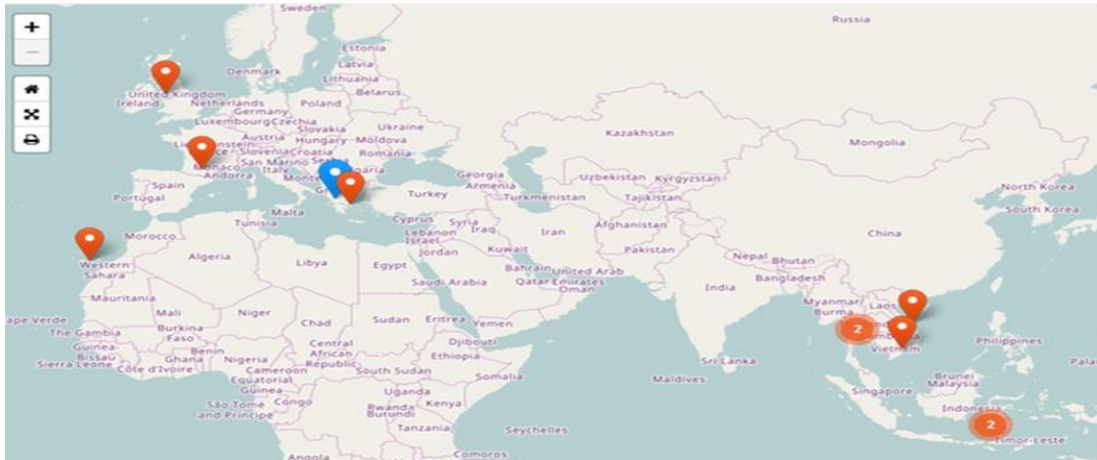 Sweden
Russia
+
Estonia
Latvia
Denmark
Lithuania
United Kingdom
Belarus
Ireland
Netherlands
Poland
Germany
Luxembourg
Czechia
Ukraine
Kazakhstan
Slovakia
Austria
Mongolia
Hungary
Moldova
Slovenia
Croatia
Romania
San Marino
Monaco
Italy
Georgia
Uzbekistan
Kyrgyzstan
Andorra
Armenia
Spain
North Korea
Turkey
Turkmenistan
Tajikistan
Portugal
South Korea
Malta
Cyprus
Tunisia
Syria
Afghanistan
Lebanon
Iraq
Iran
China
Morocco
Israel
Jordan
Kuwait
Pakistan
Algeria
Libya
Egypt
Nepal
Bhutan
Western
Sahara
Bahrain
United Arab
Emirates
Qatar
Bangladesh
Saudi Arabia
Oman
India
Mauritania
Myanmar/
Burma
Laos
Mali
Niger
ape Verde
Chad
Sudan
Eritrea
Yemen
The Gambia
Burkina
Faso
2
Guinea-
Bissau
Djibouti
Philippines
Benin
Central
African
Republic
Vietnam
Sierra Leone
Ghana
Nigeria
Ethiopia
Sri Lanka
Côte d'Ivoire
Cameroon
South Sudan
Somalia
Palau
Equatorial
Guinea
Maldives
Brunei
Malaysia
Congo
Uganda
Kenya
Singapore
São Tomé
and Príncipe
Rwanda
Burundi
Indonesia
Tanzania
Seychelles
2
Timor-Leste
Angola
Comoros